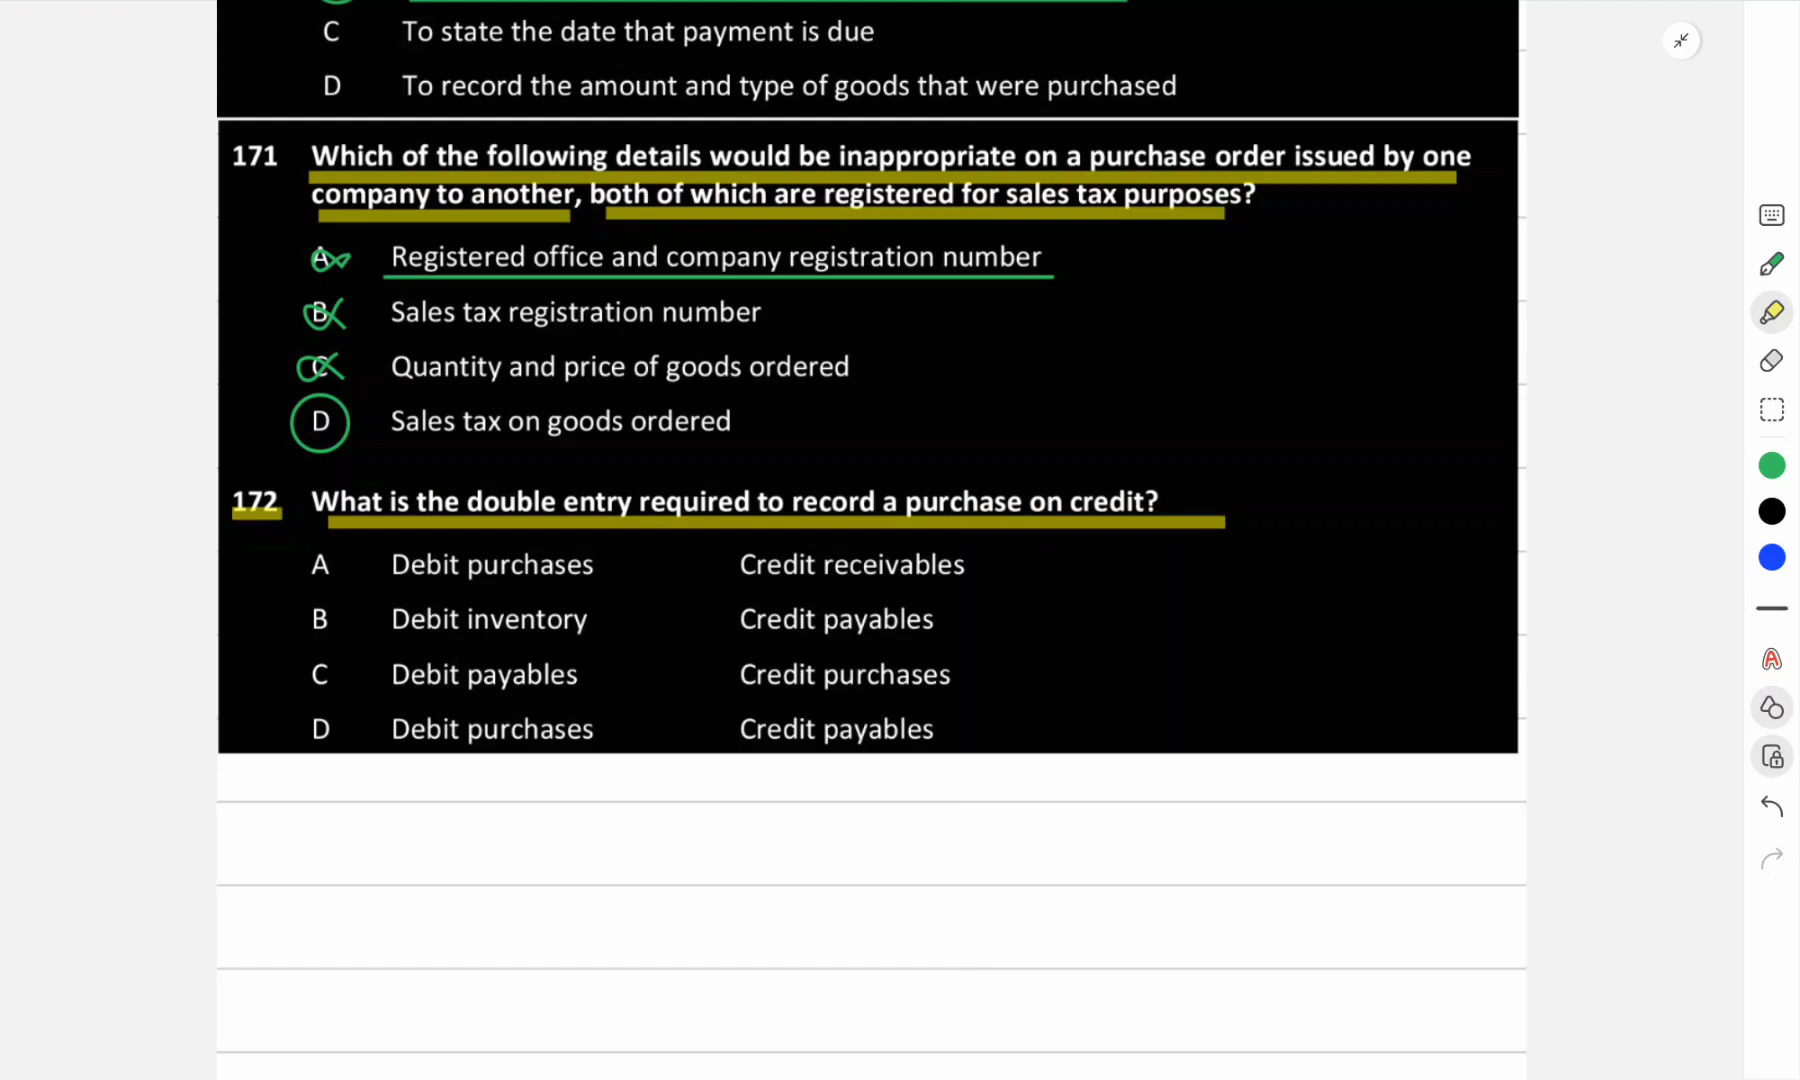 C To state the date that payment is due
D To record the amount and type of goods that were purchased
171 Which of the following details would be inappropriate on a purchase order issued by one
company to another, both of which are registered for sales tax purposes?
A Registered office and company registration number
B Sales tax registration number
C Quantity and price of goods ordered
D Sales tax on goods ordered
172 What is the double entry required to record a purchase on credit?
A Debit purchases Credit receivables
B Debit inventory Credit payables
C Debit payables Credit purchases
D Debit purchases Credit payables
A